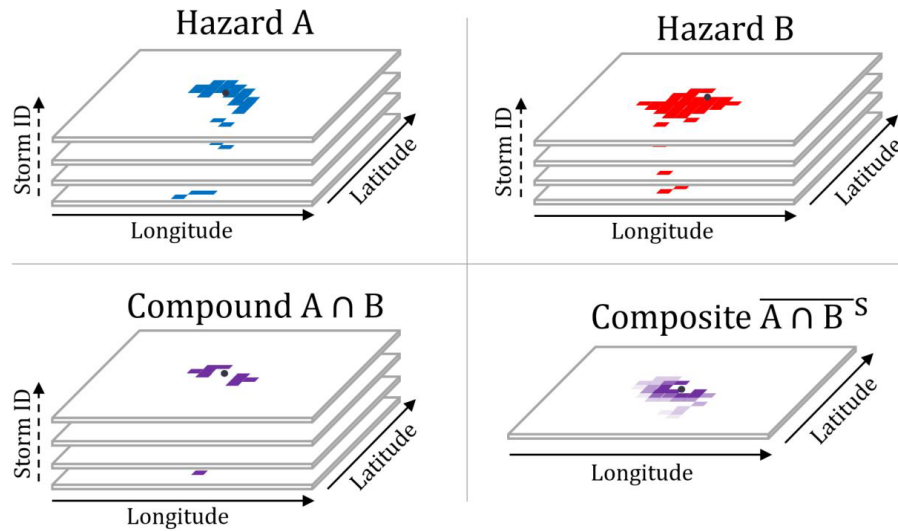 Hazard A
Storm ID
Latitude
Longitude
Hazard B
Storm ID
Latitude
Longitude
Compound A ∩ B
Storm ID
Latitude
Longitude
Composite A ∩ B S
Latitude
Longitude